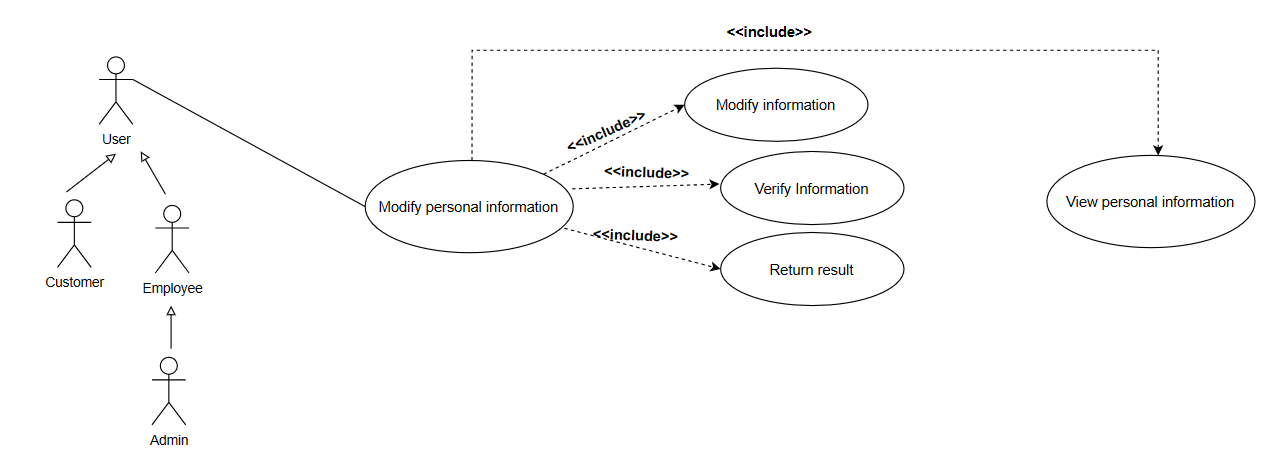 <<include>>
Modify information
User
<<include>>
<<include>>
Verify Information
View personal information
Modify personal information
<<include>>
Return result
Customer
Employee
Admin